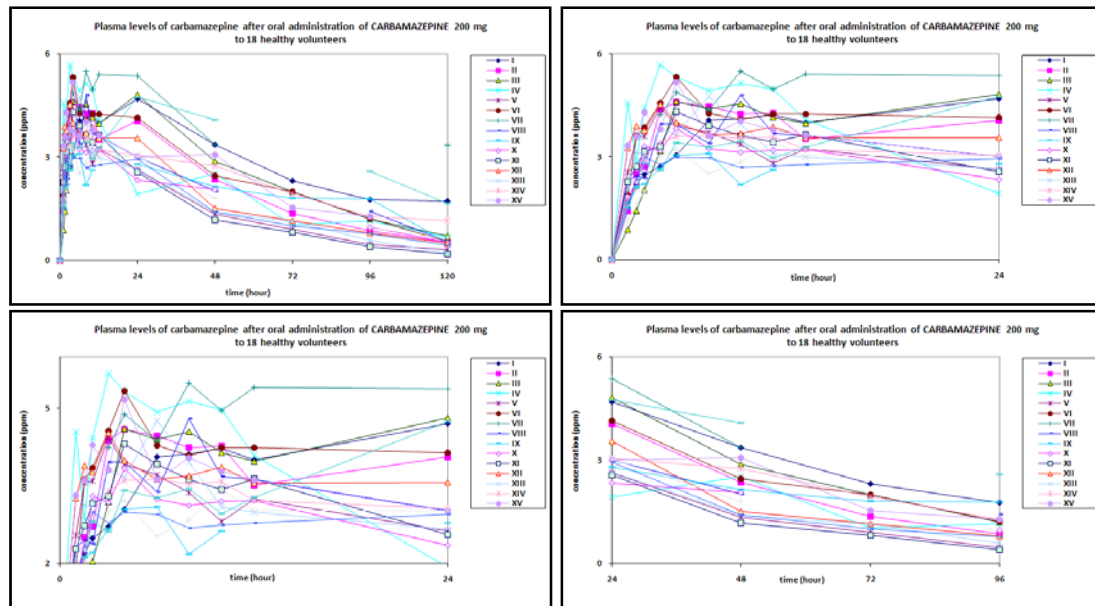 Plasma levels of carbamazepine after oral administration of CARBAMAZEPINE 200 mg
to 18 healthy volunteers
concentration (ppm)
6
3
0
0
24
48
72
96
120
time (hour)
I
II
III
IV
V
VI
VII
VIII
IX
X
XI
XII
XIII
XIV
XV
Plasma levels of carbamazepine after oral administration of CARBAMAZEPINE 200 mg
to 18 healthy volunteers
concentration (ppm)
6
3
0
0
24
time (hour)
I
II
III
IV
V
VI
VII
VIII
IX
X
XI
XII
XIII
XIV
XV
Plasma levels of carbamazepine after oral administration of CARBAMAZEPINE 200 mg
to 18 healthy volunteers
concentration (ppm)
5
2
0
24
time (hour)
I
II
III
IV
V
VI
VII
VIII
IX
X
XI
XII
XIII
XIV
XV
Plasma levels of carbamazepine after oral administration of CARBAMAZEPINE 200 mg
to 18 healthy volunteers
concentration (ppm)
6
3
0
24
48
72
96
time (hour)
I
II
III
IV
V
VI
VII
VIII
IX
X
XI
XII
XIII
XIV
XV